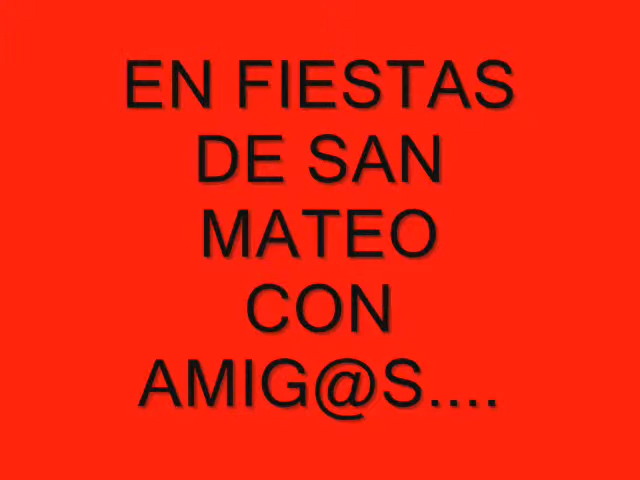 EN FIESTAS
DE SAN
MATEO
CON
AMIG@S....